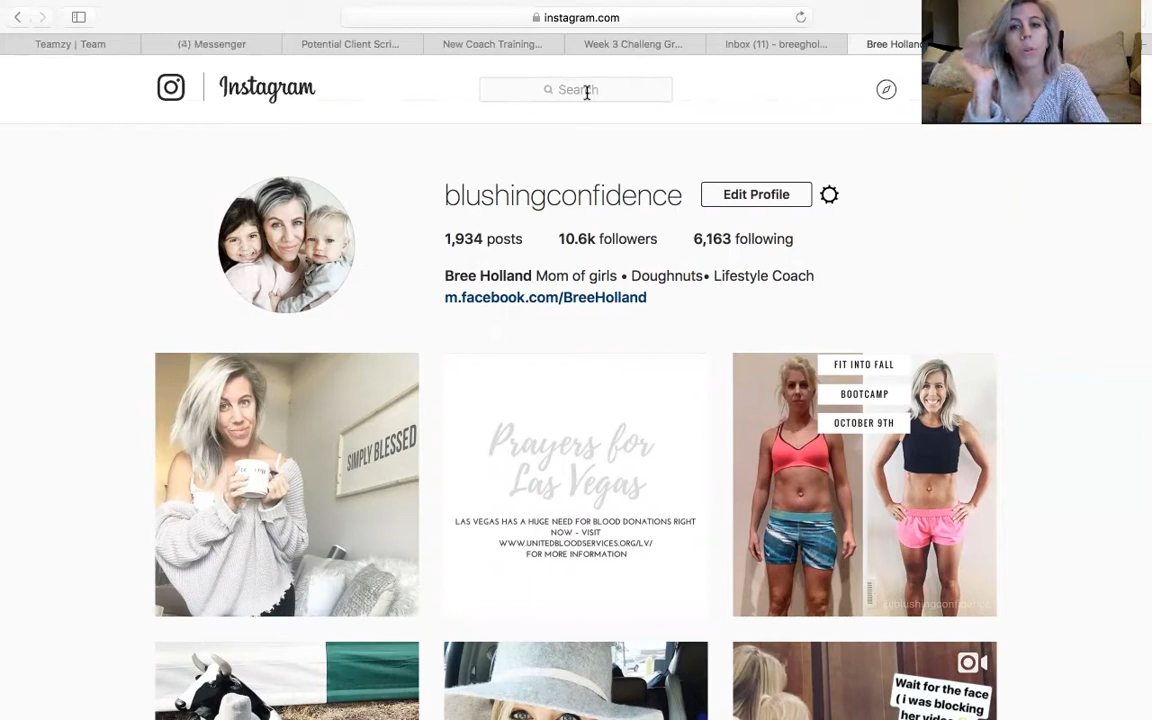 instagram.com
Teamzy | Team
(4) Messenger
Potential Client Scri...
New Coach Training...
Week 3 Challeng Gr...
Inbox (11) - breeghol...
Bree Holland
Instagram
Search
blushingconfidence
Edit Profile
1,934 posts
10.6k followers
6,163 following
Bree Holland Mom of girls • Doughnuts• Lifestyle Coach
m.facebook.com/BreeHolland
SIMPLY BLESSED
Prayers for
Las Vegas
LAS VEGAS HAS A HUGE NEED FOR BLOOD DONATIONS RIGHT
NOW - VISIT
WWW.UNITEDBLOODSERVICES.ORG/LV/
FOR MORE INFORMATION
FIT INTO FALL
BOOTCAMP
OCTOBER 9TH
@blushingconfidence
Wait for the face
( i was blocking
her video